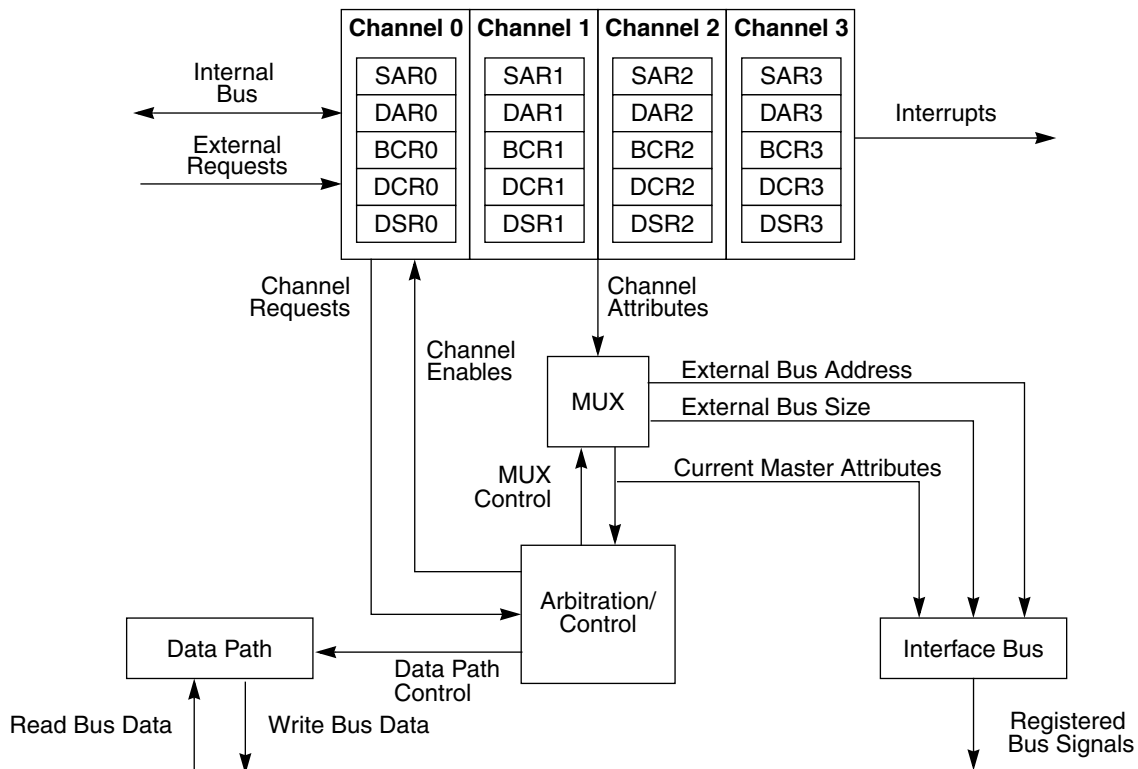 Channel 0 Channel 1 Channel 2 Channel 3
SAR0 SAR1 SAR2 SAR3
DAR0 DAR1 DAR2 DAR3
BCR0 BCR1 BCR2 BCR3
DCR0 DCR1 DCR2 DCR3
DSR0 DSR1 DSR2 DSR3
Internal
Bus
External
Requests
Interrupts
Channel
Requests
Channel
Enables
Channel
Attributes
MUX
External Bus Address
External Bus Size
Current Master Attributes
MUX
Control
Arbitration/
Control
Data Path
Data Path
Control
Interface Bus
Read Bus Data
Write Bus Data
Registered
Bus Signals